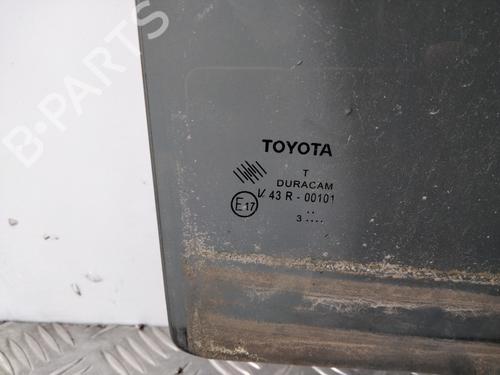 B-PARTS
TOYOTA
T
DURACAM
E17 V 43 R - 00101
..
3 ....